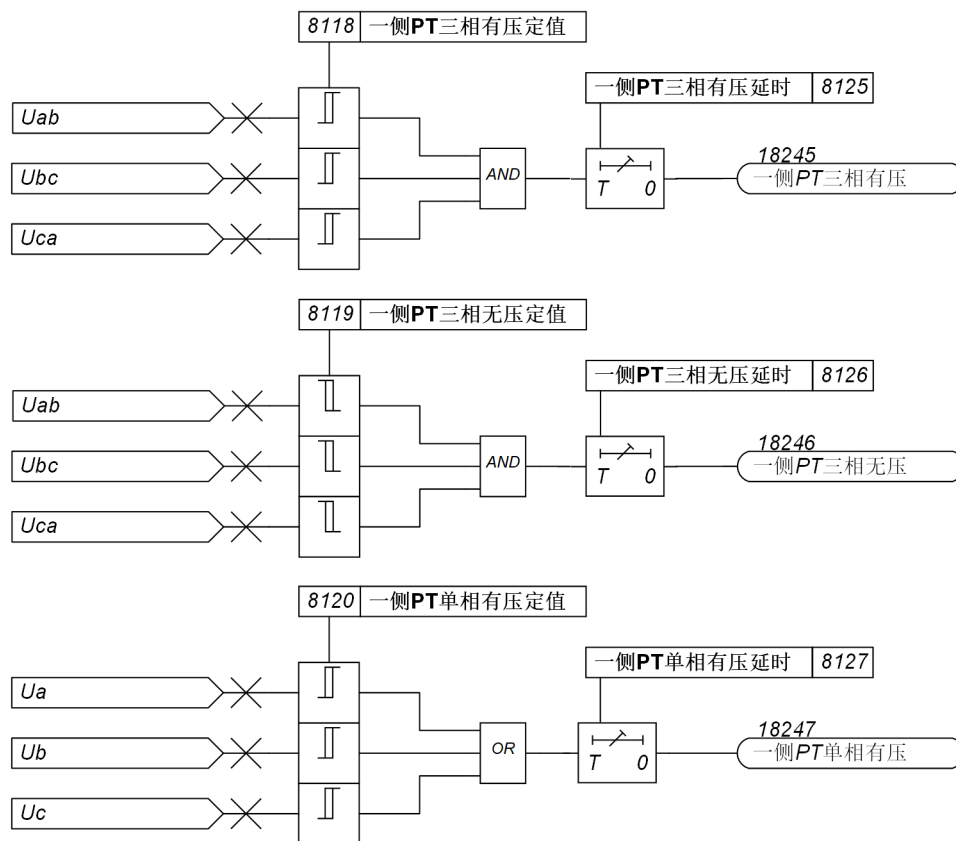 8118 一侧PT三相有压定值
一侧PT三相有压延时 8125
Uab
Ubc
Uca
AND
T 0
18245
一侧PT三相有压
8119 一侧PT三相无压定值
一侧PT三相无压延时 8126
Uab
Ubc
Uca
AND
T 0
18246
一侧PT三相无压
8120 一侧PT单相有压定值
一侧PT单相有压延时 8127
Ua
Ub
Uc
OR
T 0
18247
一侧PT单相有压